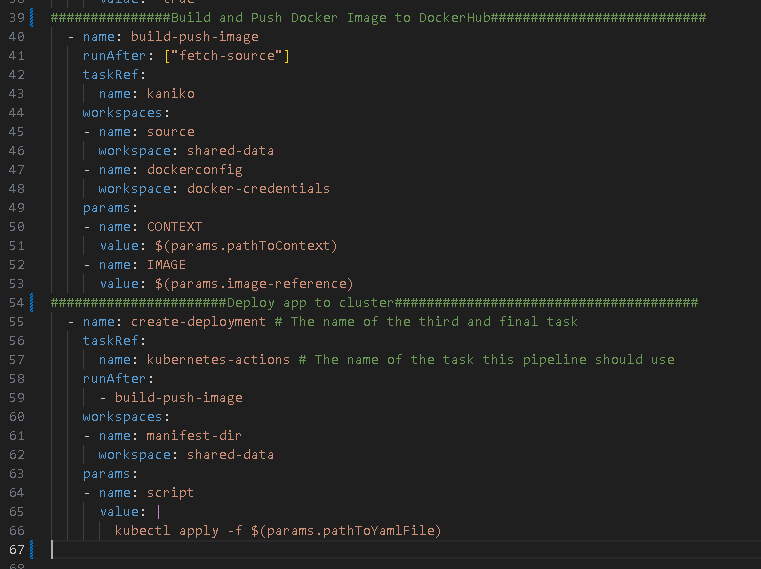 value: true
39 ###############Build and Push Docker Image to DockerHub###########################
40 - name: build-push-image
41 runAfter: ["fetch-source"]
42 taskRef:
43 name: kaniko
44 workspaces:
45 - name: source
46 workspace: shared-data
47 - name: dockerconfig
48 workspace: docker-credentials
49 params:
50 - name: CONTEXT
51 value: $(params.pathToContext)
52 - name: IMAGE
53 value: $(params.image-reference)
54 ######################Deploy app to cluster######################################
55 - name: create-deployment # The name of the third and final task
56 taskRef:
57 name: kubernetes-actions # The name of the task this pipeline should use
58 runAfter:
59 - build-push-image
60 workspaces:
61 - name: manifest-dir
62 workspace: shared-data
63 params:
64 - name: script
65 value: |
66 kubectl apply -f $(params.pathToYamlFile)
67
68